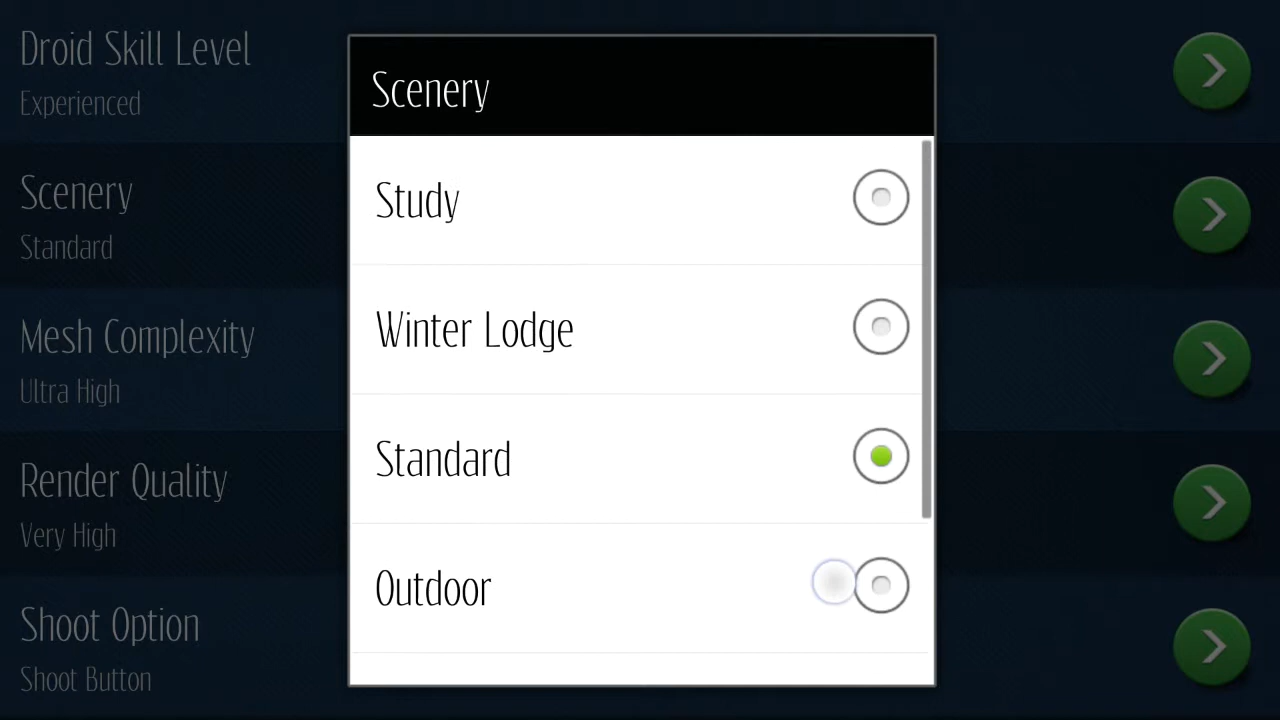 Droid Skill Level
Experienced
Scenery
Standard
Mesh Complexity
Ultra High
Render Quality
Very High
Shoot Option
Shoot Button
Scenery
Study
Winter Lodge
Standard
Outdoor